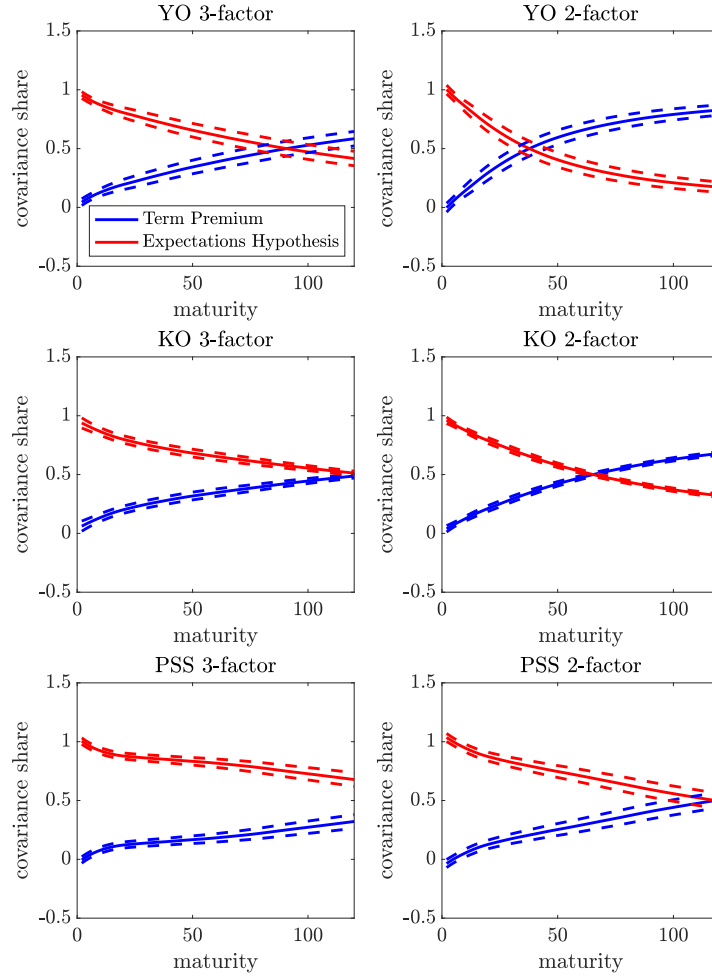 YO 3-factor
1.5
1
0.5
0
-0.5
covariance share
Term Premium
Expectations Hypothesis
0 50 100
maturity
YO 2-factor
1.5
1
0.5
0
-0.5
covariance share
0 50 100
maturity
KO 3-factor
1.5
1
0.5
0
-0.5
covariance share
0 50 100
maturity
KO 2-factor
1.5
1
0.5
0
-0.5
covariance share
0 50 100
maturity
PSS 3-factor
1.5
1
0.5
0
-0.5
covariance share
0 50 100
maturity
PSS 2-factor
1.5
1
0.5
0
-0.5
covariance share
0 50 100
maturity